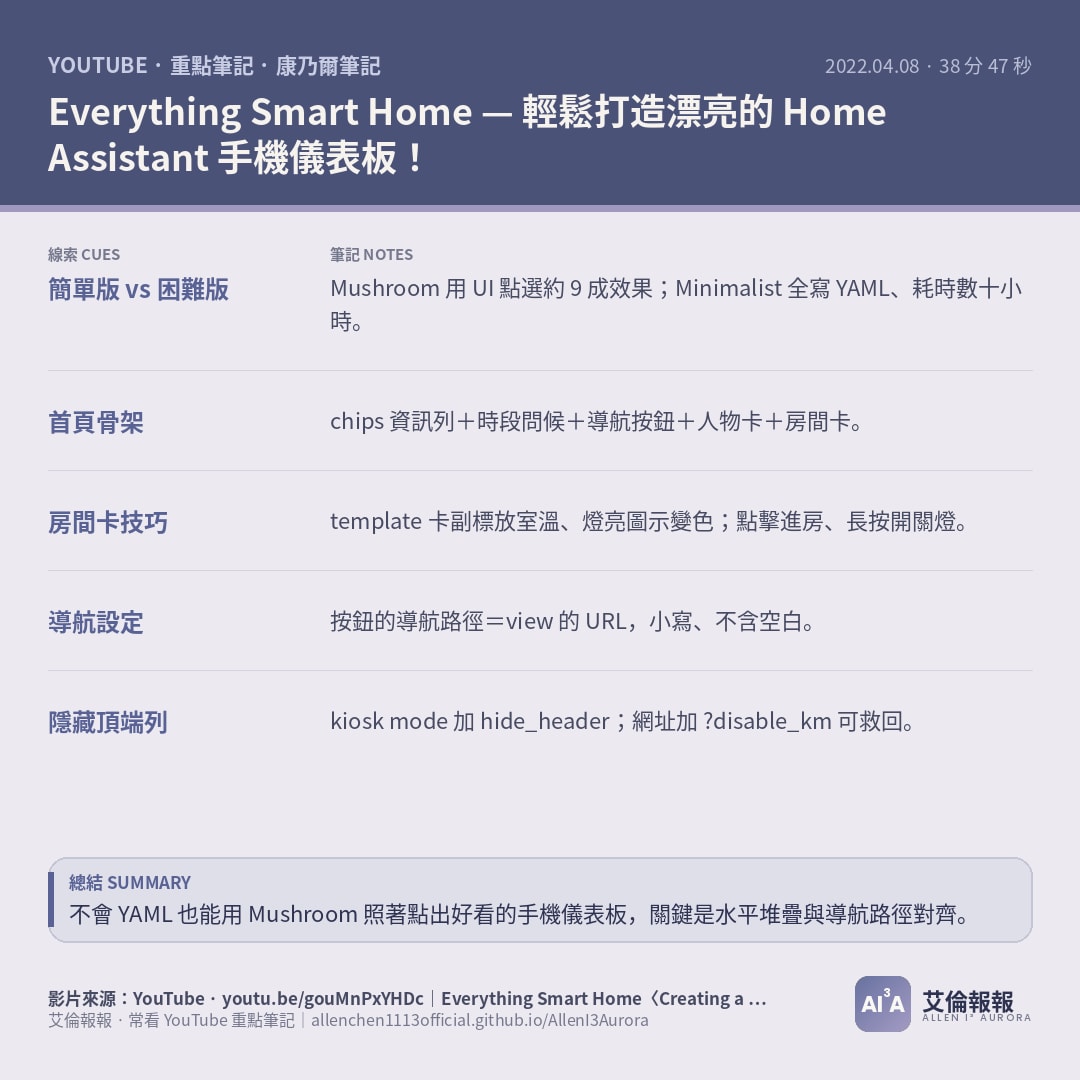 YOUTUBE · 重點筆記 · 康乃爾筆記
2022.04.08 · 38 分 47 秒
Everything Smart Home — 輕鬆打造漂亮的 Home
Assistant 手機儀表板！
線索 CUES
筆記 NOTES
簡單版 vs 困難版
Mushroom 用 UI 點選約 9 成效果；Minimalist 全寫 YAML、耗時數十小
時。
首頁骨架
chips 資訊列＋時段問候＋導航按鈕＋人物卡＋房間卡。
房間卡技巧
template 卡副標放室溫、燈亮圖示變色；點擊進房、長按開關燈。
導航設定
按鈕的導航路徑＝view 的 URL，小寫、不含空白。
隱藏頂端列
kiosk mode 加 hide_header；網址加 ?disable_km 可救回。
總結 SUMMARY
不會 YAML 也能用 Mushroom 照著點出好看的手機儀表板，關鍵是水平堆疊與導航路徑對齊。
影片來源：YouTube · youtu.be/gouMnPxYHDc｜Everything Smart Home〈Creating a …
艾倫報報 · 常看 YouTube 重點筆記｜allenchen1113official.github.io/AllenI3Aurora
AI³A
艾倫報報
ALLEN I³ AURORA